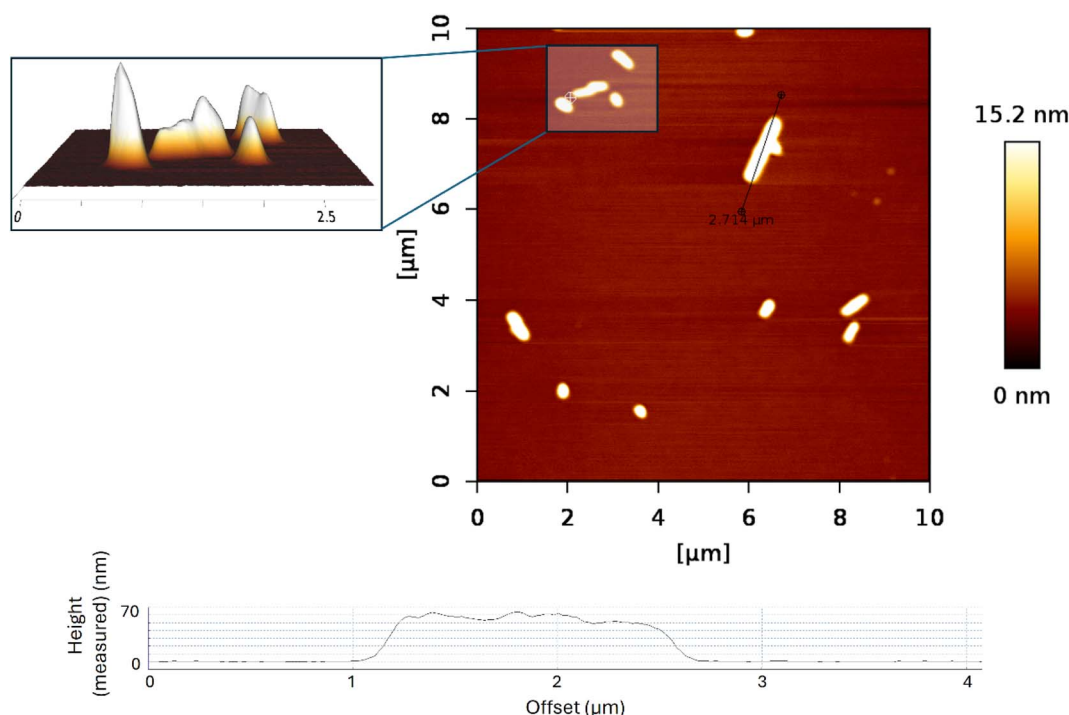 0
2.5
10
8
6
4
2
0
[µm]
2.714 µm
0 2 4 6 8 10
[µm]
15.2 nm
0 nm
Height
(measured) (nm)
70
0
0 1 2 3 4
Offset (µm)